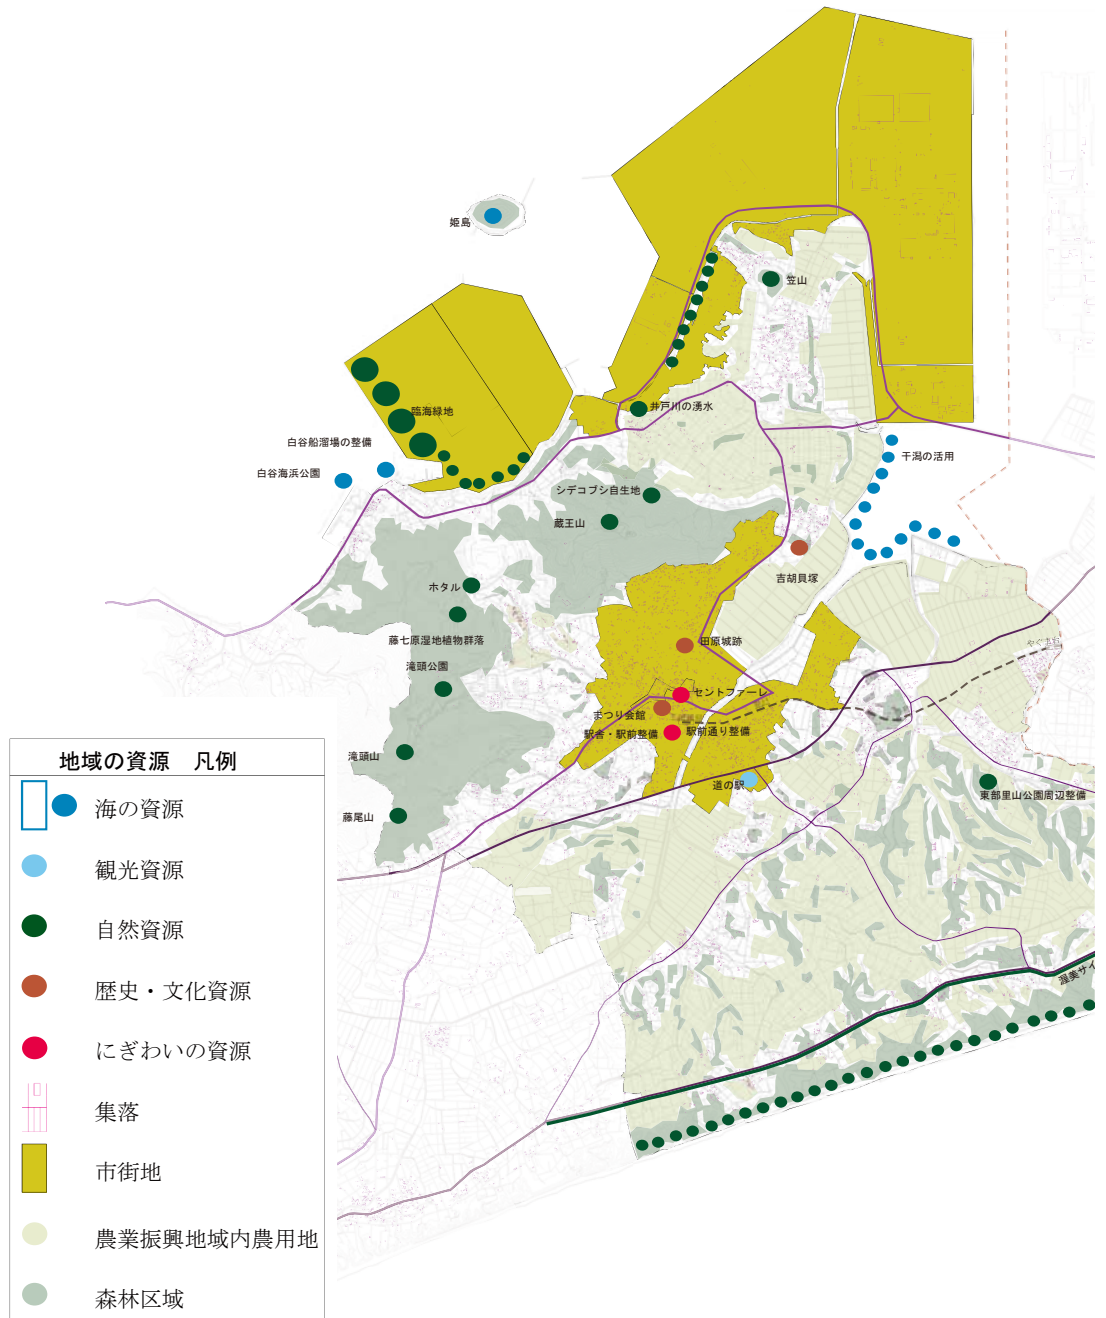 姫島
笠山
臨海緑地
井戸川の湧水
白谷船溜場の整備
干潟の活用
白谷海浜公園
シデコブシ自生地
蔵王山
吉胡貝塚
ホタル
藤七原湿地植物群落
田原城跡
やぐま台
滝頭公園
セントファーレ
まつり会館
駅舎・駅前整備
駅前通り整備
滝頭山
道の駅
東部里山公園周辺整備
藤尾山
渥美サイ
地域の資源 凡例
海の資源
観光資源
自然資源
歴史・文化資源
にぎわいの資源
集落
市街地
農業振興地域内農用地
森林区域